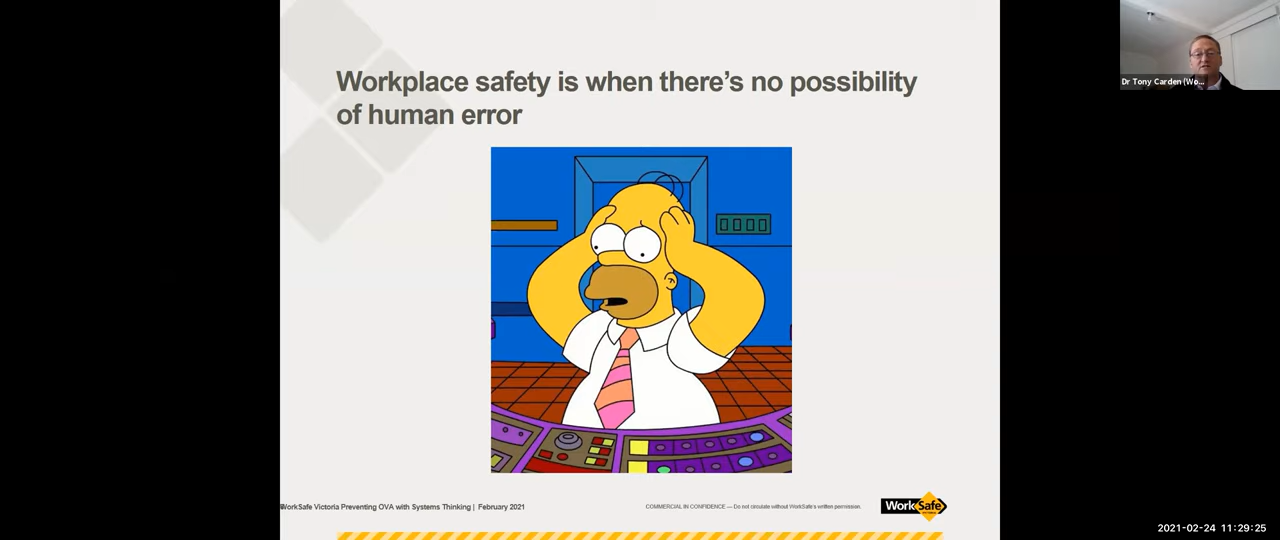 Workplace safety is when there's no possibility
of human error
Dr Tony Carden (Wo...
WorkSafe Victoria Preventing OVA with Systems Thinking | February 2021
COMMERCIAL IN CONFIDENCE — Do not circulate without WorkSafe's written permission.
WorkSafe
2021-02-24 11:29:25